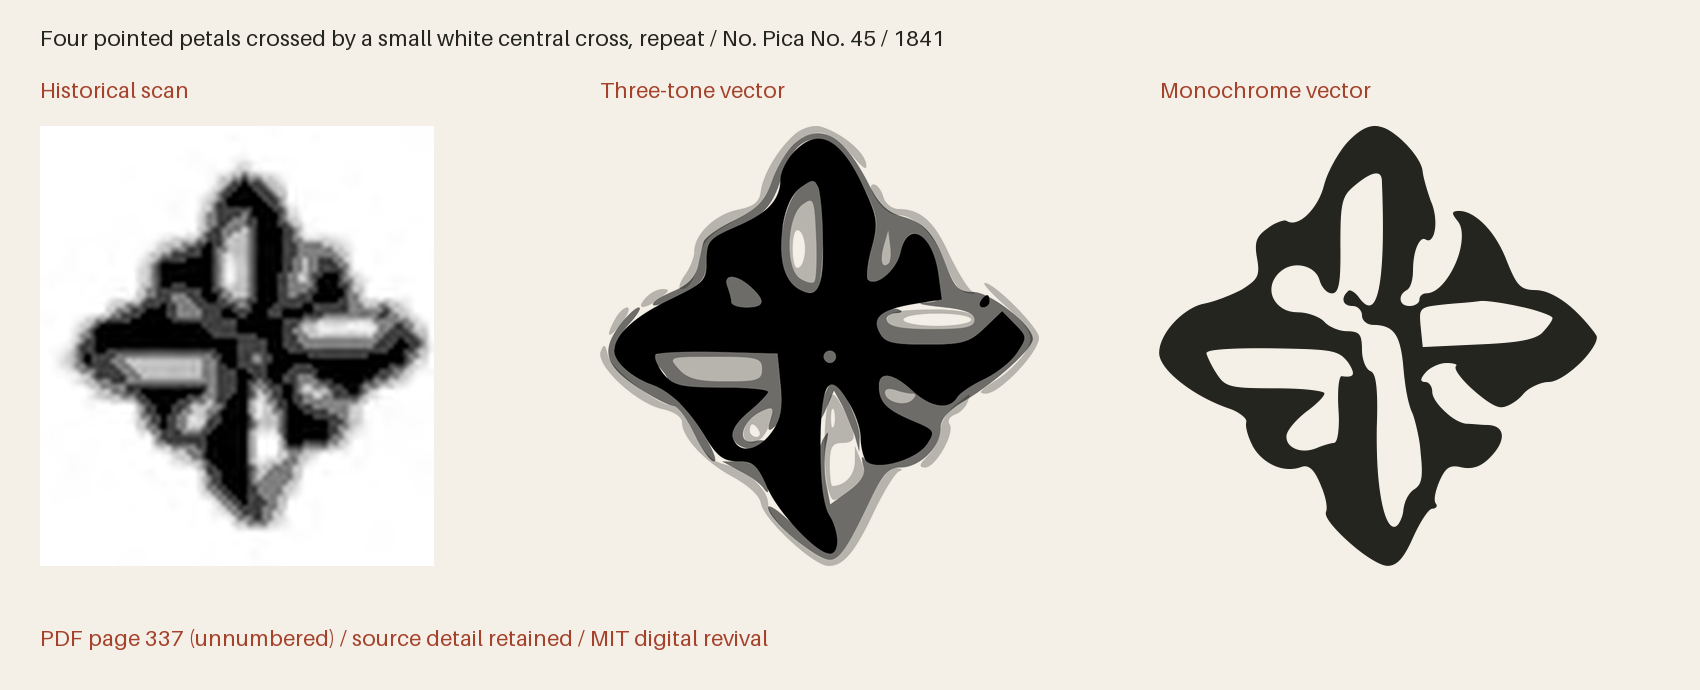 Four pointed petals crossed by a small white central cross, repeat / No. Pica No. 45 / 1841
Historical scan
Three-tone vector
Monochrome vector
PDF page 337 (unnumbered) / source detail retained / MIT digital revival